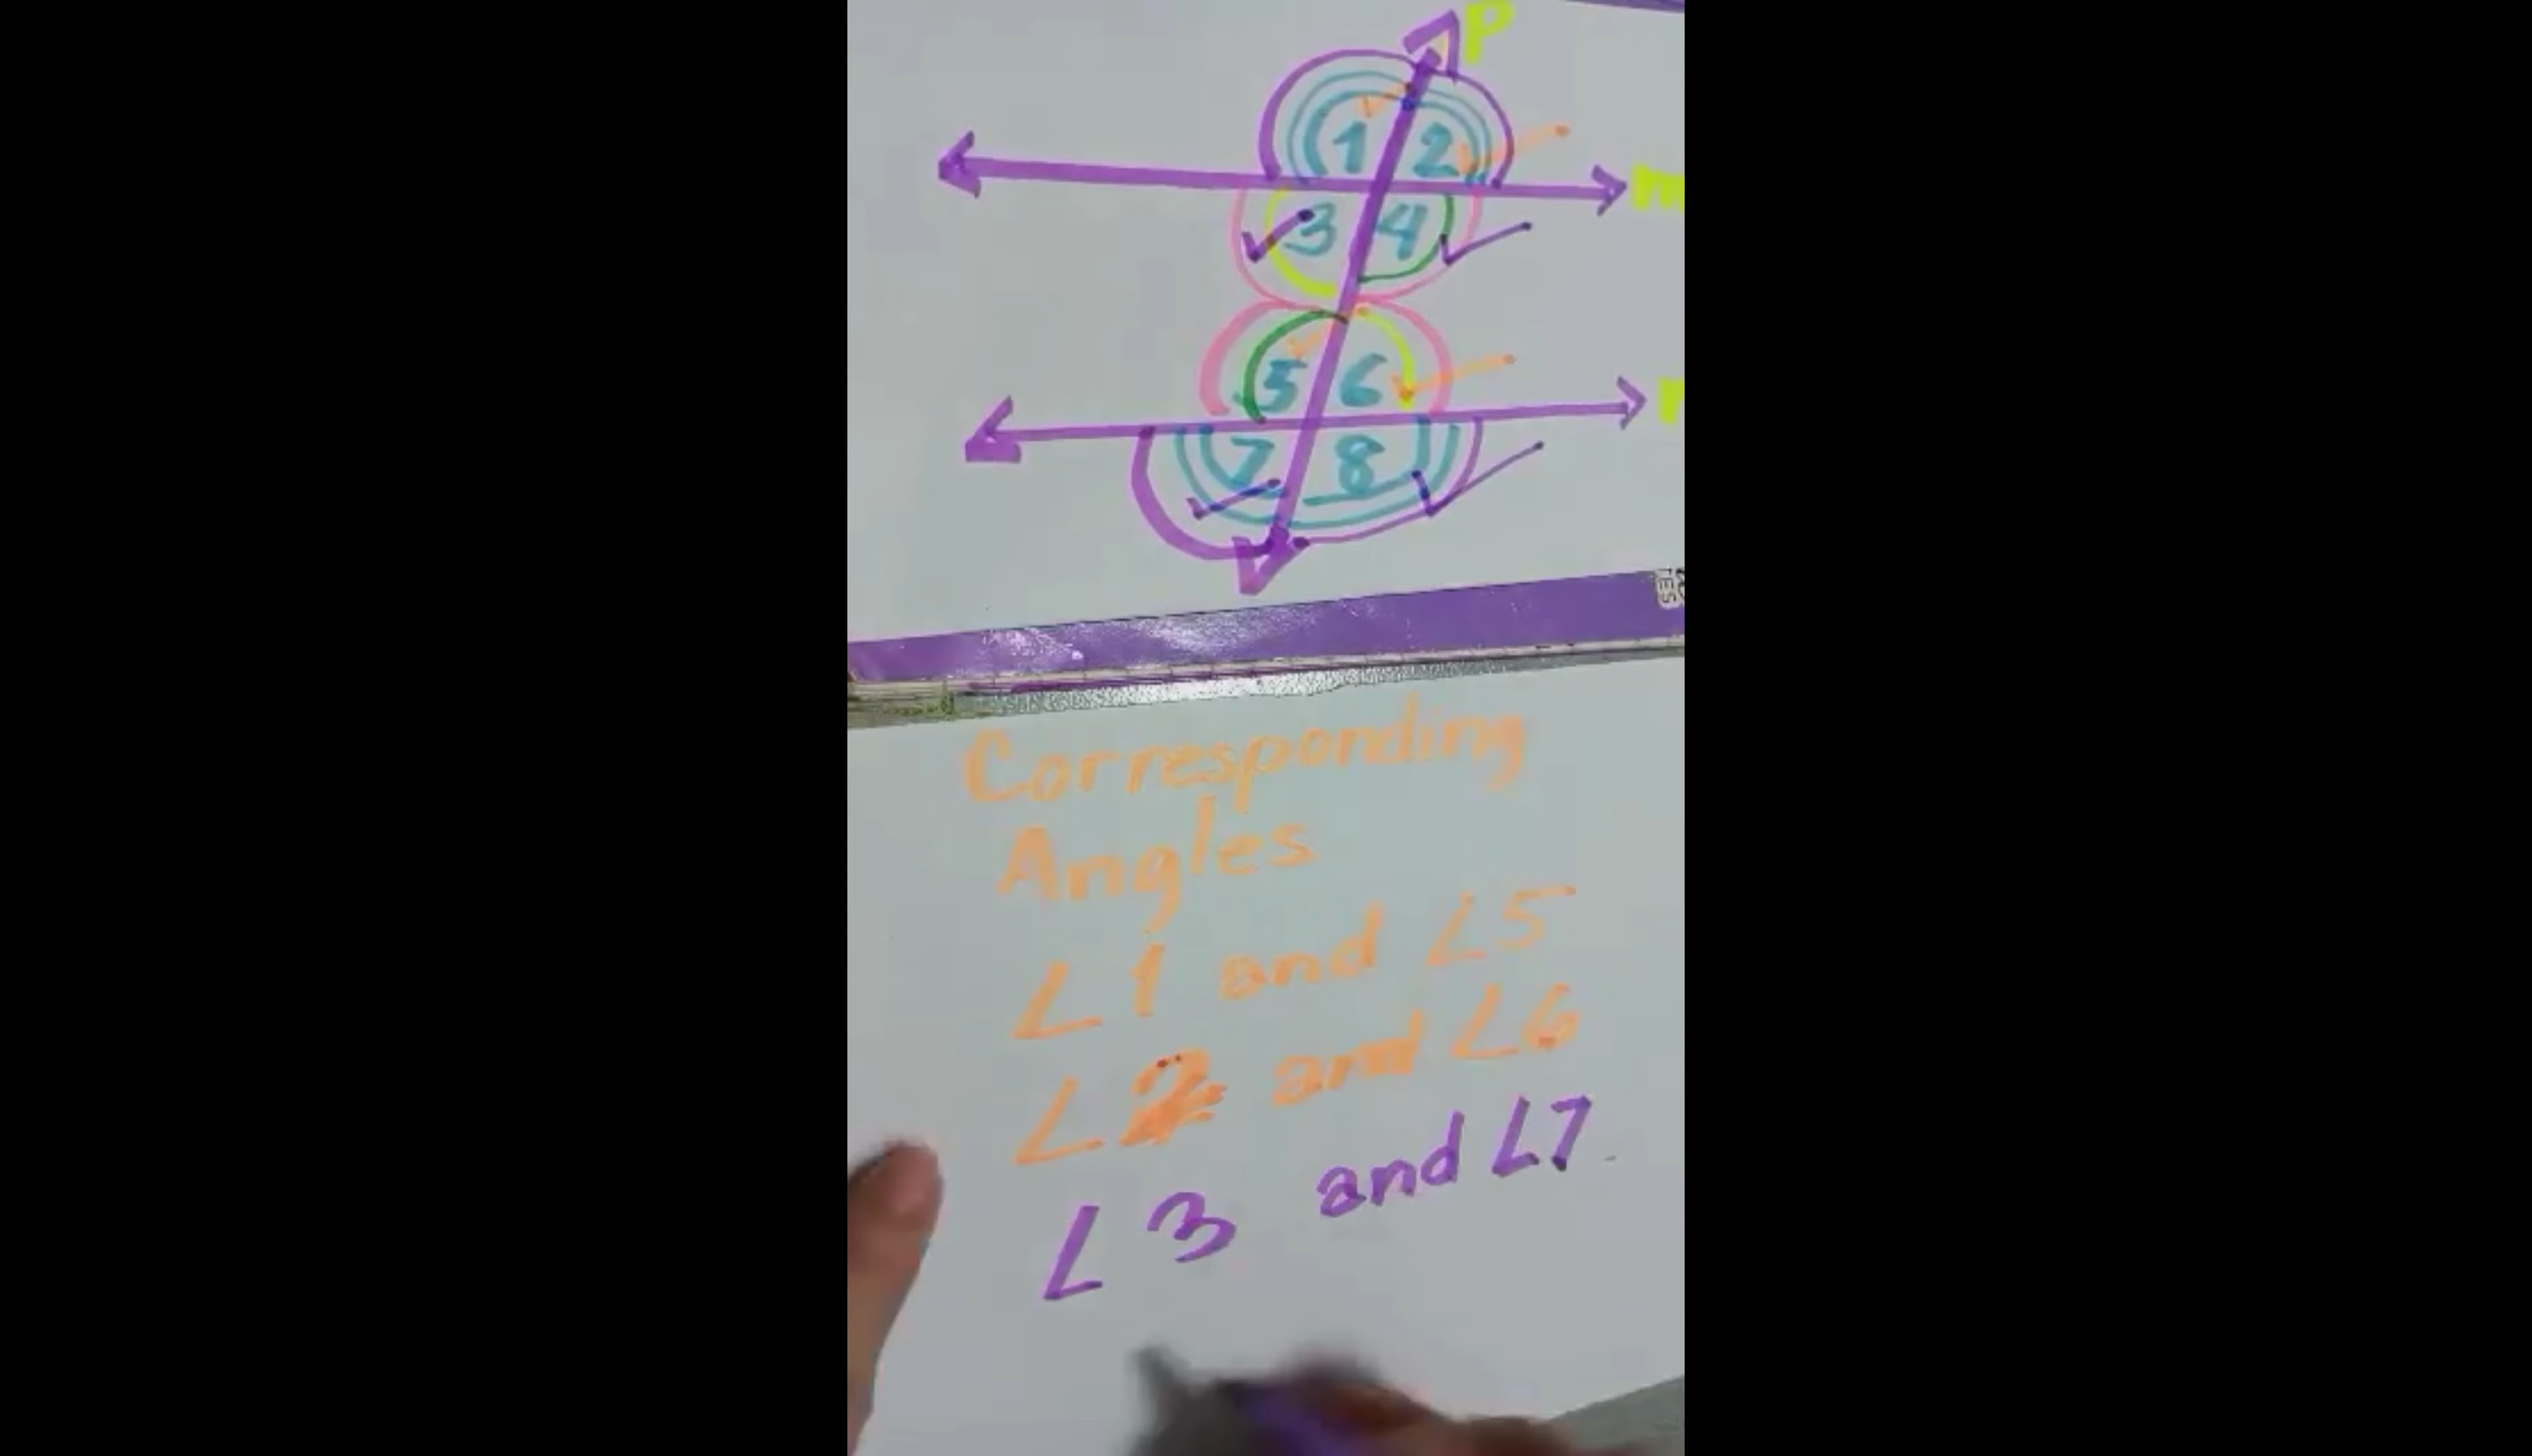 P
m
1 2
3 4
5 6
7 8
Corresponding
Angles
∠1 and ∠5
∠2 and ∠6
∠3 and ∠7